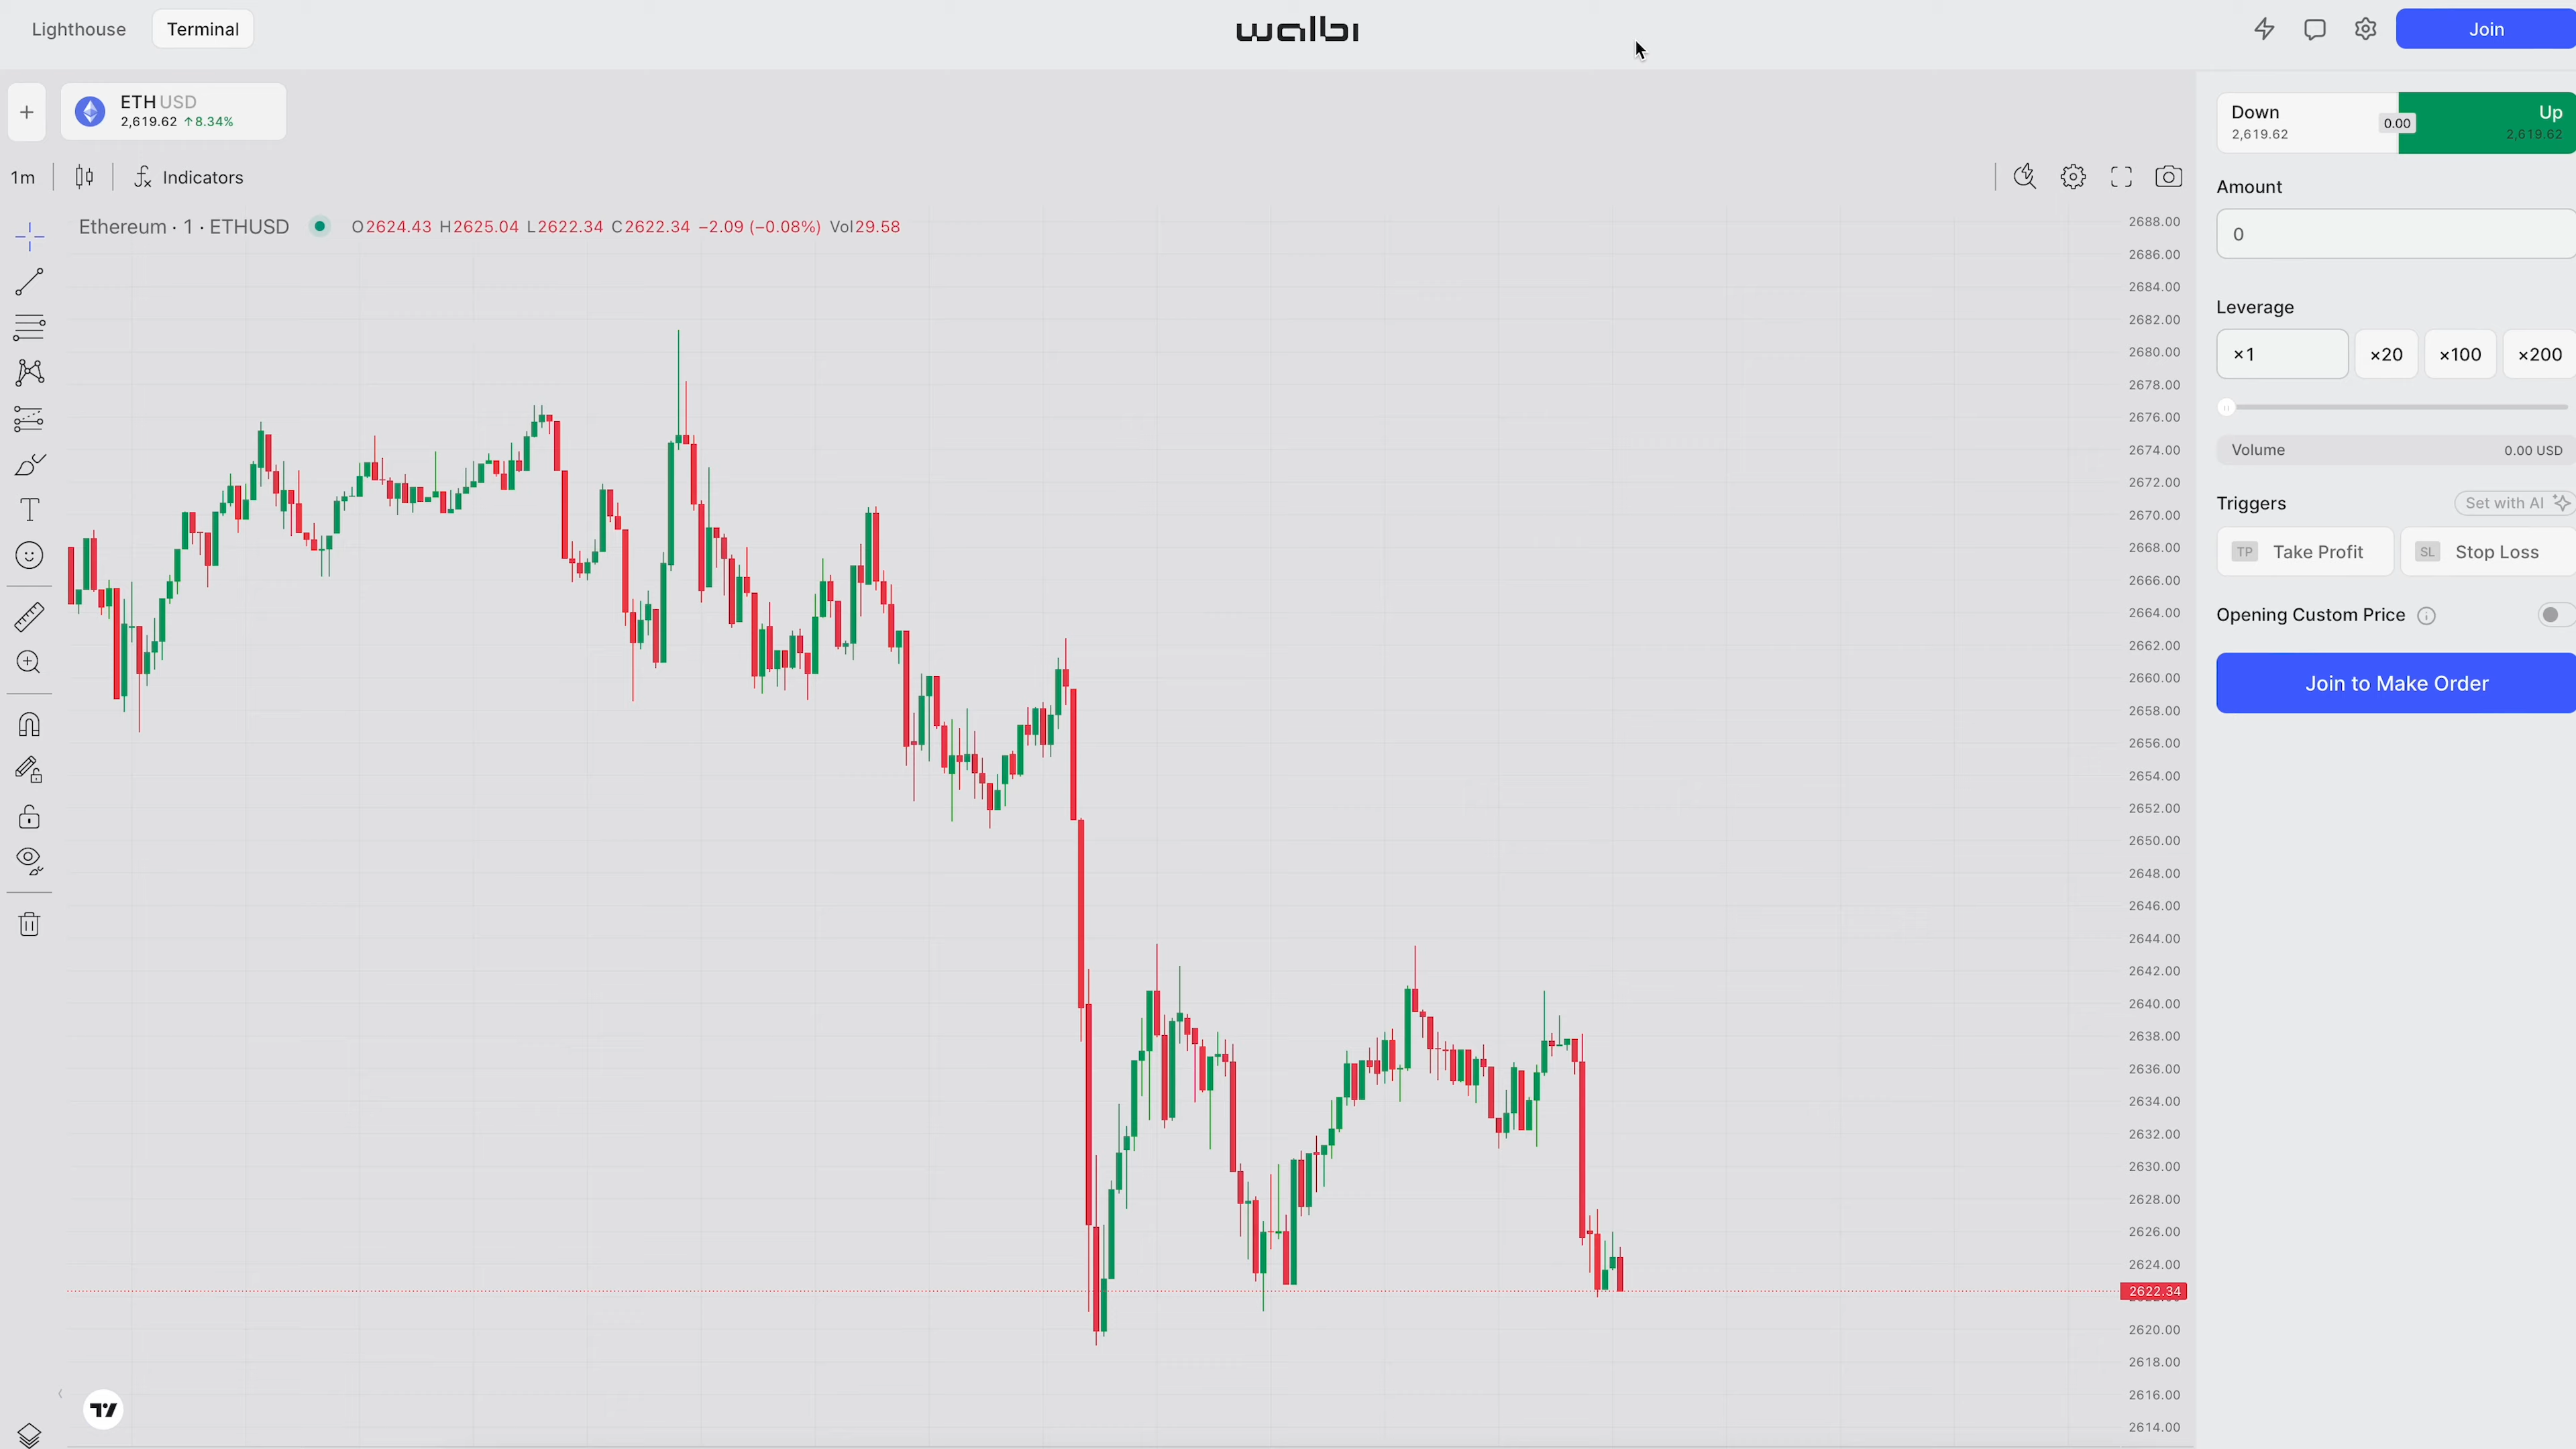 Lighthouse
Terminal
walbi
Join
+
ETH USD
2,619.62 ↑8.34%
Down
2,619.62
0.00
Up
2,619.62
1m
Indicators
Amount
0
Ethereum · 1 · ETHUSD
O2624.43 H2625.04 L2622.34 C2622.34 −2.09 (−0.08%) Vol29.58
Leverage
×1
×20
×100
×200
Volume
0.00 USD
Triggers
Set with AI
TP Take Profit
SL Stop Loss
Opening Custom Price
Join to Make Order
2688.00
2686.00
2684.00
2682.00
2680.00
2678.00
2676.00
2674.00
2672.00
2670.00
2668.00
2666.00
2664.00
2662.00
2660.00
2658.00
2656.00
2654.00
2652.00
2650.00
2648.00
2646.00
2644.00
2642.00
2640.00
2638.00
2636.00
2634.00
2632.00
2630.00
2628.00
2626.00
2624.00
2622.34
2620.00
2618.00
2616.00
2614.00